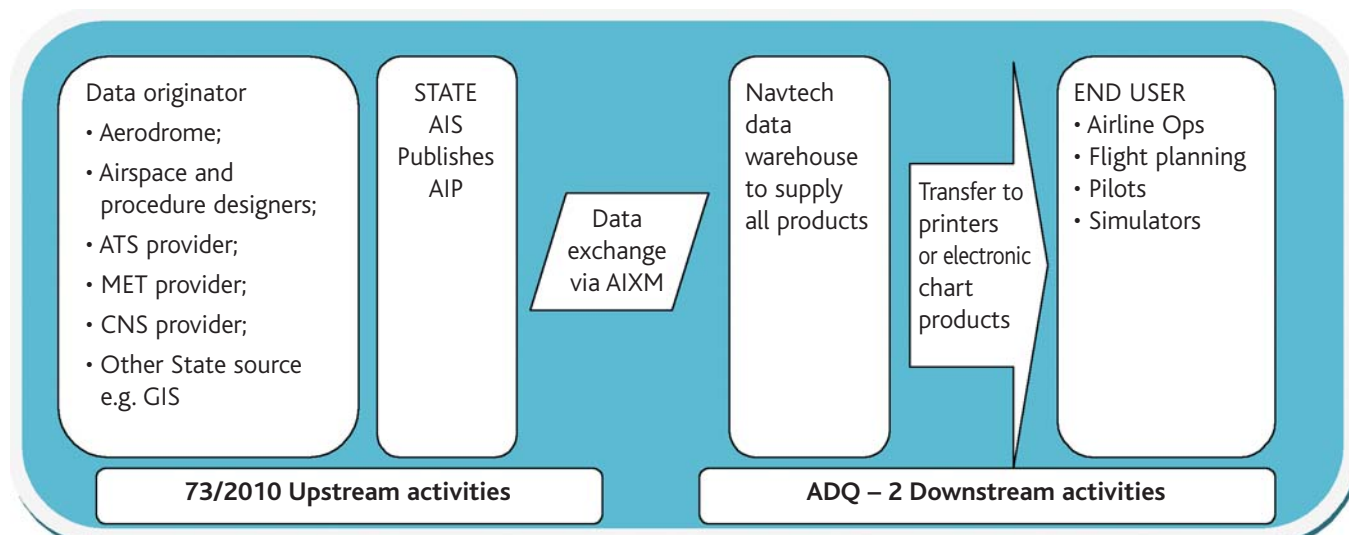 Data originator
• Aerodrome;
• Airspace and
procedure designers;
• ATS provider;
• MET provider;
• CNS provider;
• Other State source
e.g. GIS
STATE
AIS
Publishes
AIP
Data
exchange
via AIXM
Navtech
data
warehouse
to supply
all products
Transfer to
printers
or electronic
chart
products
END USER
• Airline Ops
• Flight planning
• Pilots
• Simulators
73/2010 Upstream activities
ADQ – 2 Downstream activities